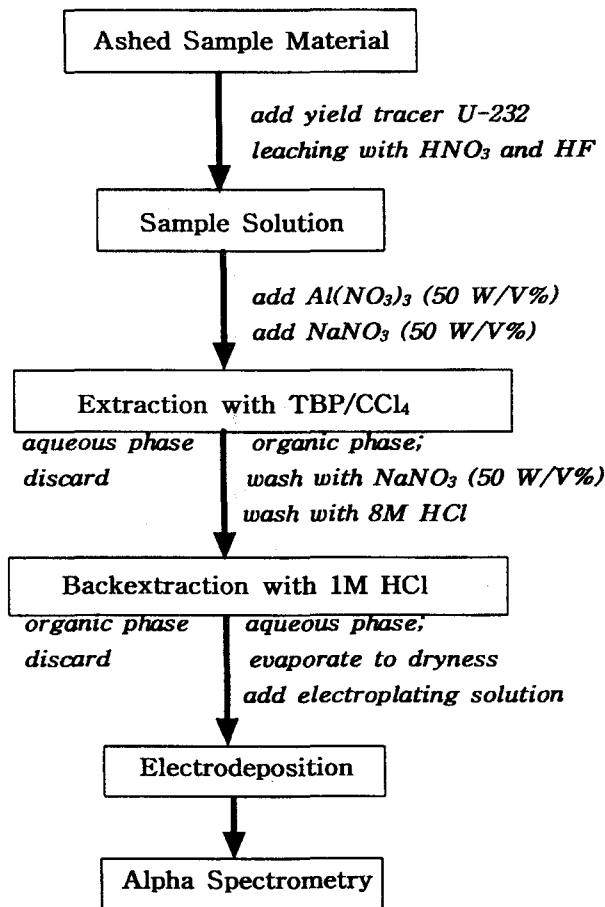 Ashed Sample Material
add yield tracer U-232
leaching with HNO₃ and HF
Sample Solution
add Al(NO₃)₃ (50 W/V%)
add NaNO₃ (50 W/V%)
Extraction with TBP/CCl₄
aqueous phase organic phase;
discard wash with NaNO₃ (50 W/V%)
wash with 8M HCl
Backextraction with 1M HCl
organic phase aqueous phase;
discard evaporate to dryness
add electroplating solution
Electrodeposition
Alpha Spectrometry